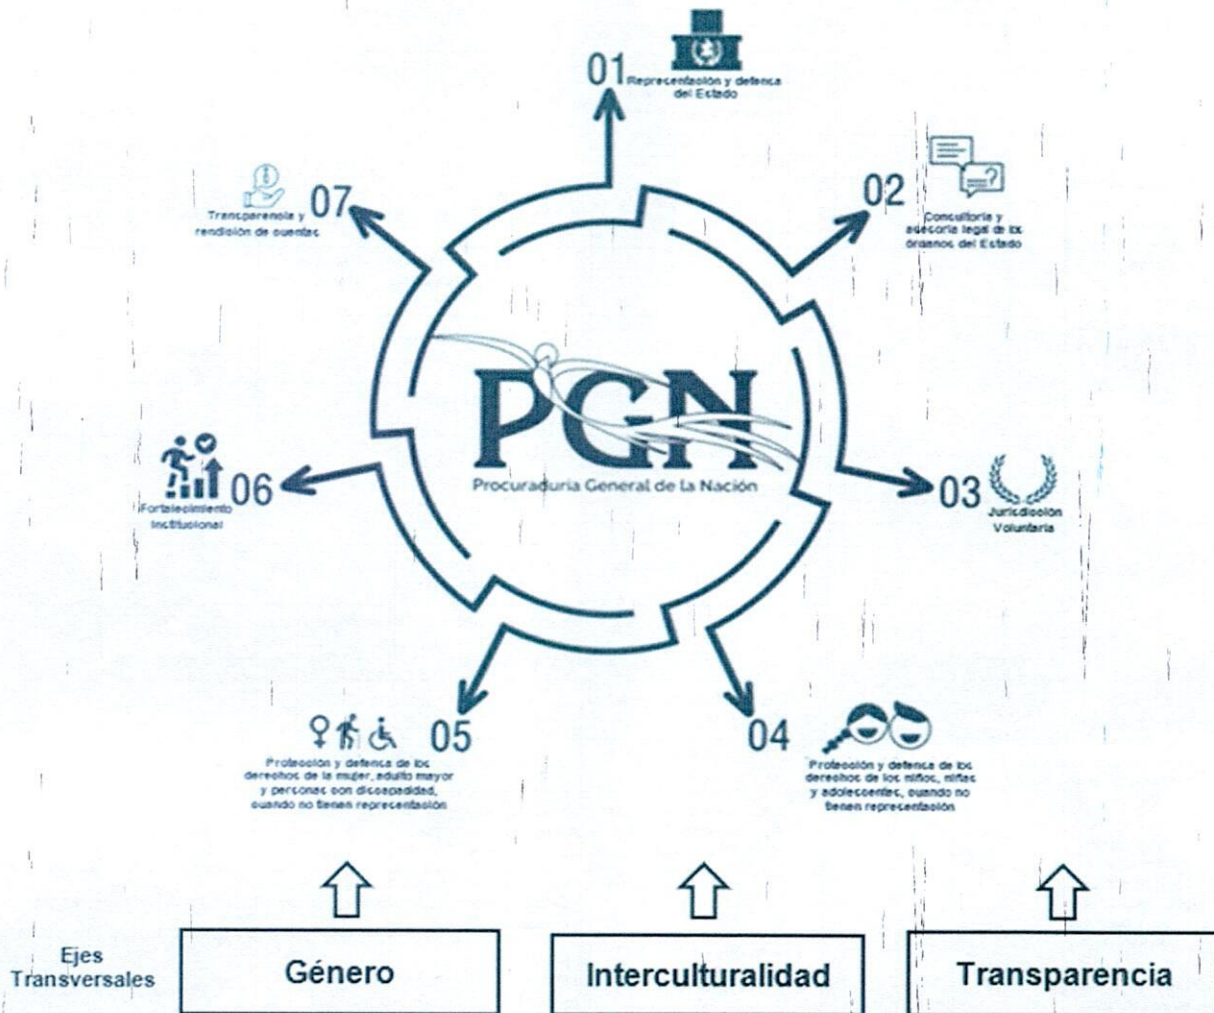 01
Representación y defensa
del Estado
02
Consultoría y
asesoría legal de los
órganos del Estado
07
Transparencia y
rendición de cuentas
PGN
Procuraduría General de la Nación
06
Fortalecimiento
Institucional
03
Jurisdicción
Voluntaria
05
Protección y defensa de los
derechos de la mujer, adulto mayor
y personas con discapacidad,
cuando no tienen representación
04
Protección y defensa de los
derechos de los niños, niñas
y adolescentes, cuando no
tienen representación
Ejes
Transversales
Género
Interculturalidad
Transparencia